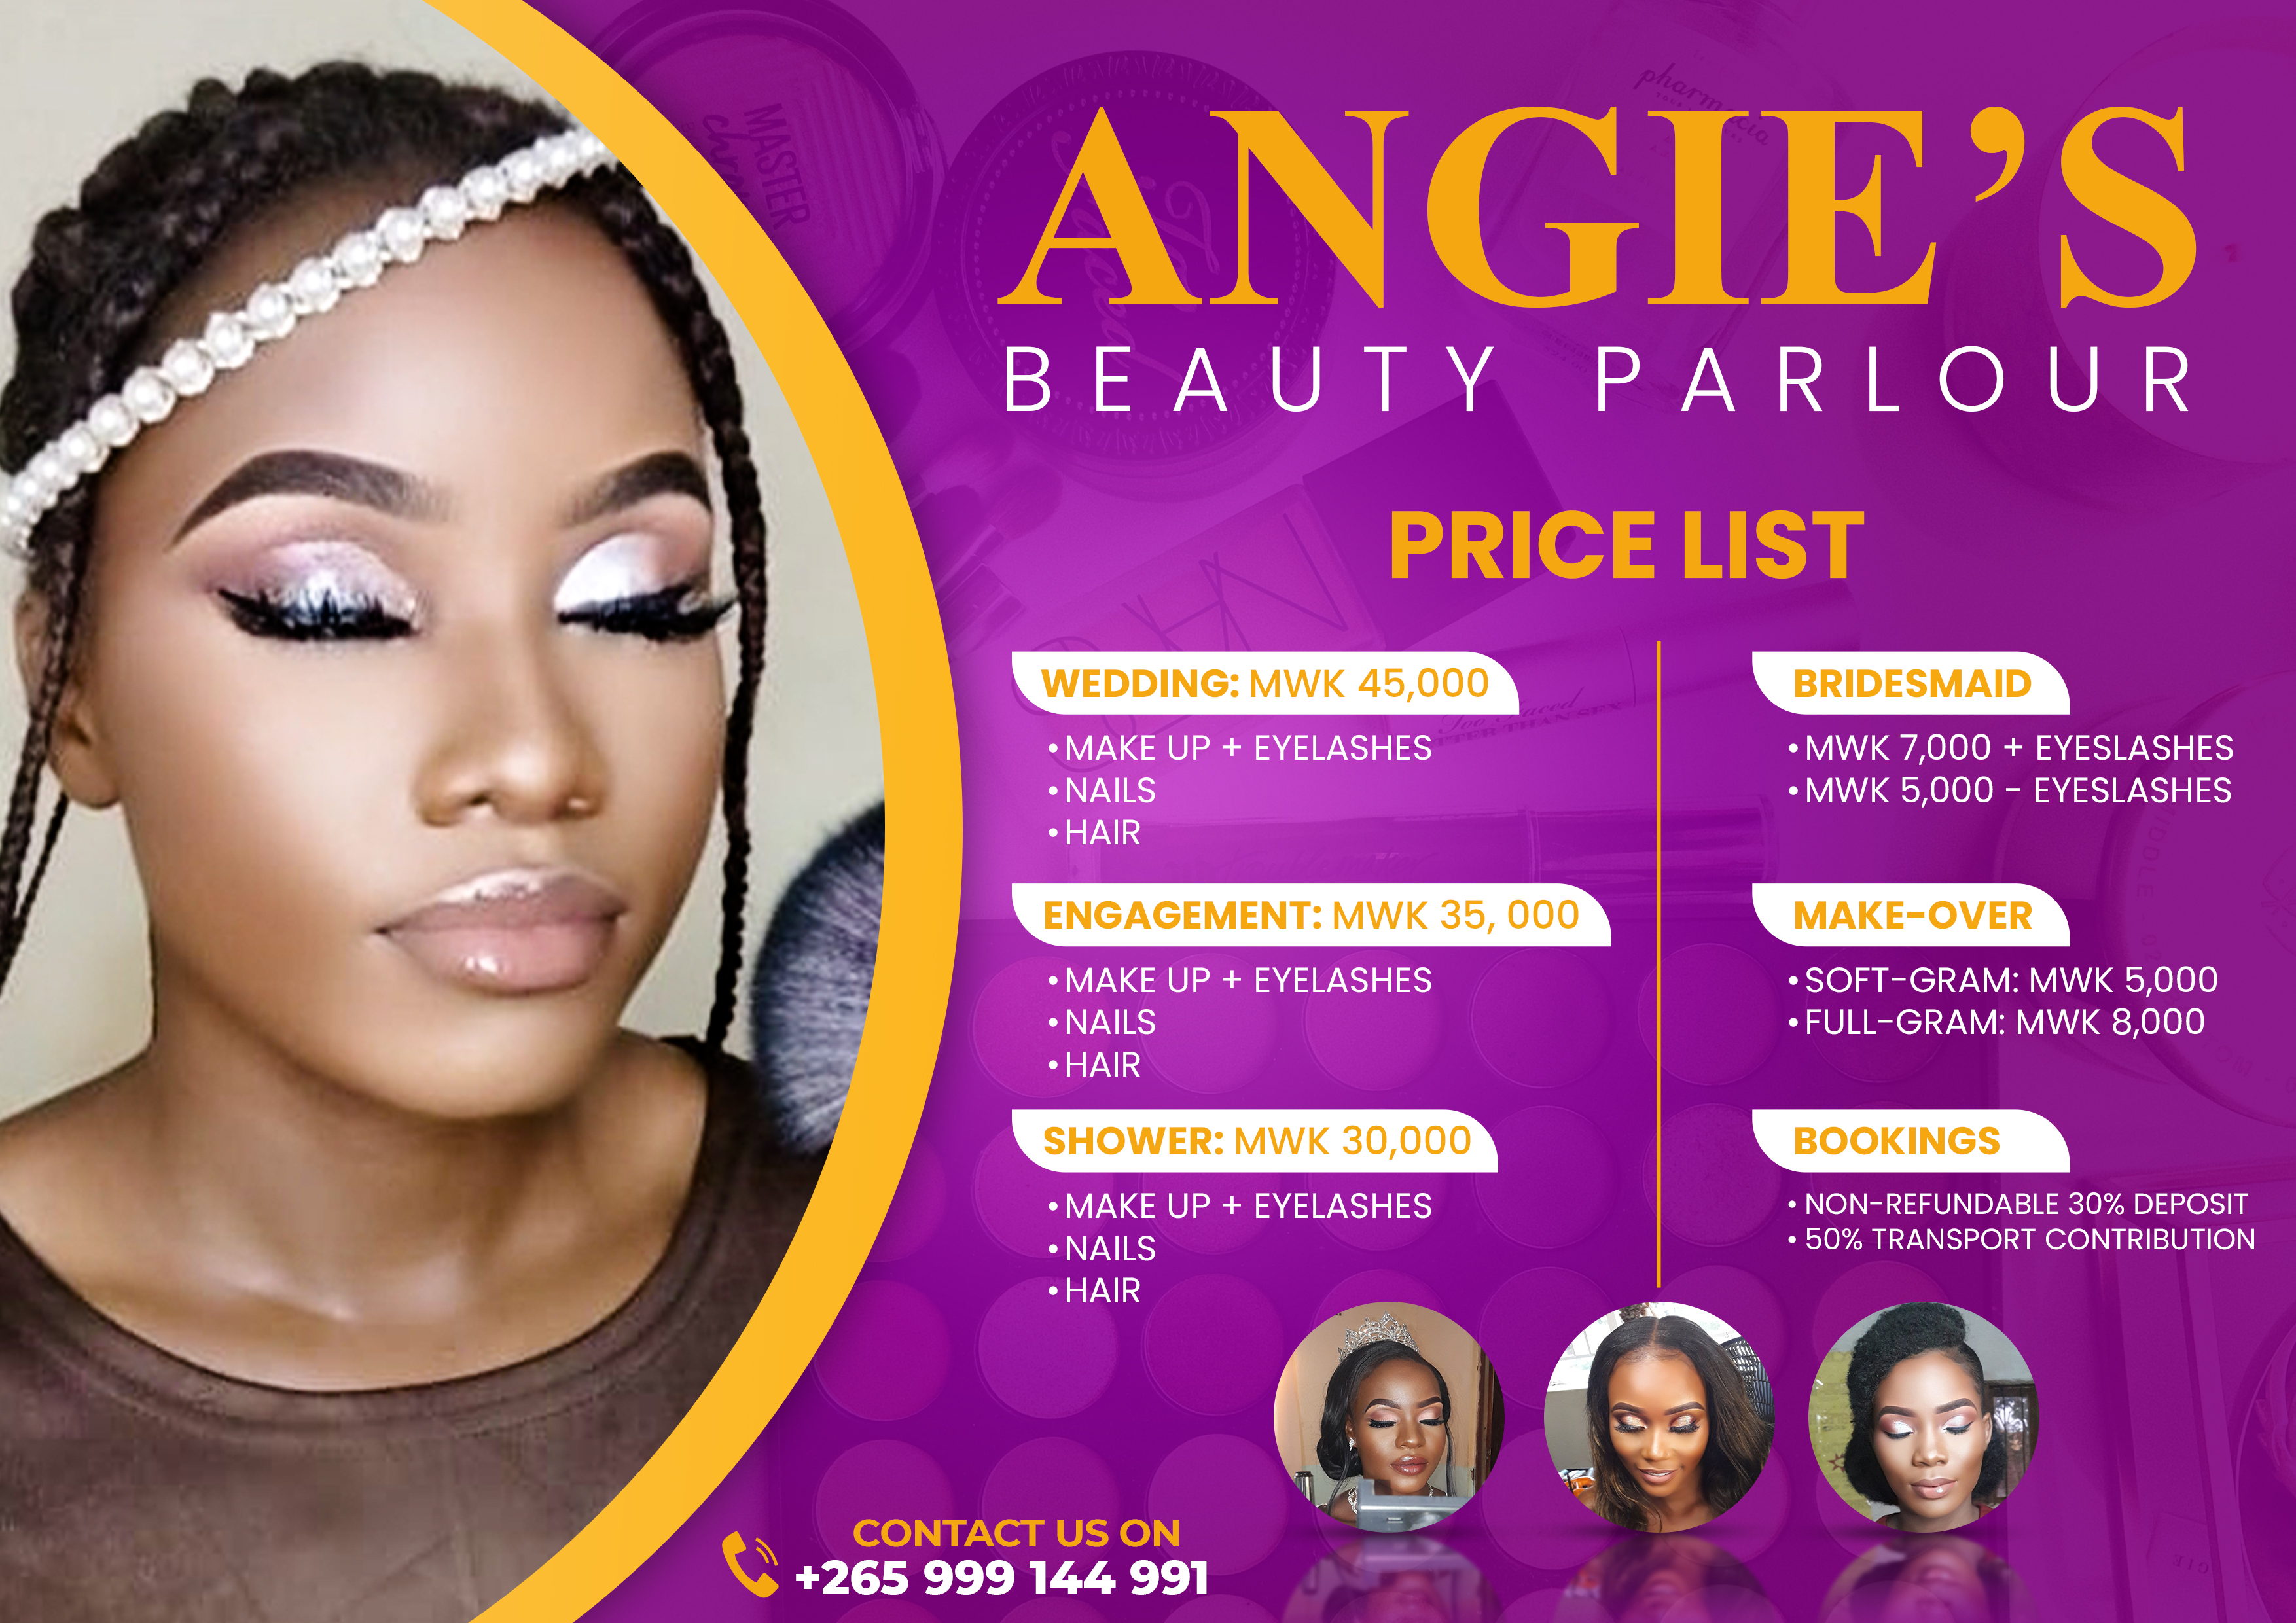 ANGIE'S
BEAUTY PARLOUR
PRICE LIST
WEDDING: MWK 45,000
•MAKE UP + EYELASHES
•NAILS
•HAIR
ENGAGEMENT: MWK 35, 000
•MAKE UP + EYELASHES
•NAILS
•HAIR
SHOWER: MWK 30,000
•MAKE UP + EYELASHES
•NAILS
•HAIR
BRIDESMAID
•MWK 7,000 + EYESLASHES
•MWK 5,000 - EYESLASHES
MAKE-OVER
•SOFT-GRAM: MWK 5,000
•FULL-GRAM: MWK 8,000
BOOKINGS
• NON-REFUNDABLE 30% DEPOSIT
• 50% TRANSPORT CONTRIBUTION
CONTACT US ON
+265 999 144 991
MASTER